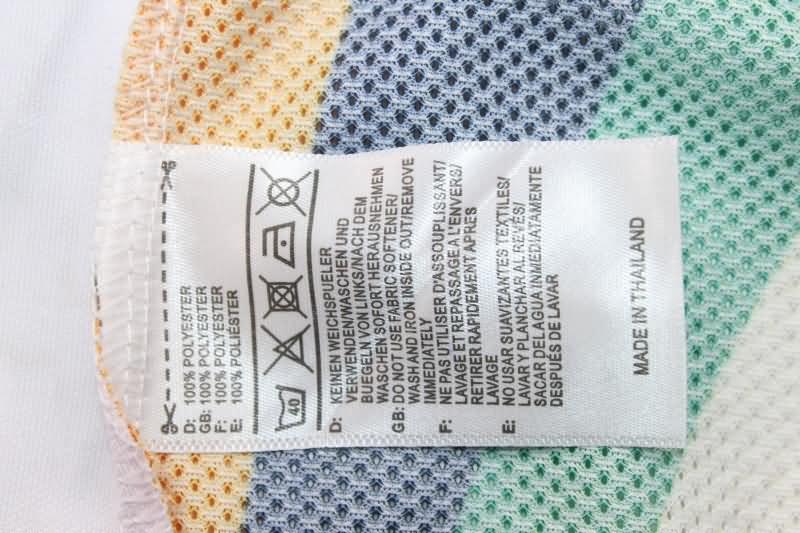 D: 100% POLYESTER
GB: 100% POLYESTER
F: 100% POLYESTER
E: 100% POLIÉSTER
40
D: KEINEN WEICHSPUELER
VERWENDEN/WASCHEN UND
BUEGELN VON LINKS/NACH DEM
WASCHEN SOFORT HERAUSNEHMEN
GB: DO NOT USE FABRIC SOFTENER/
WASH AND IRON INSIDE OUT/REMOVE
IMMEDIATELY
F: NE PAS UTILISER D'ASSOUPLISSANT/
LAVAGE ET REPASSAGE A L'ENVERS/
RETIRER RAPIDEMENT APRES
LAVAGE
E: NO USAR SUAVIZANTES TEXTILES/
LAVAR Y PLANCHAR AL REVÉS/
SACAR DEL AGUA INMEDIATAMENTE
DESPUÉS DE LAVAR
MADE IN THAILAND